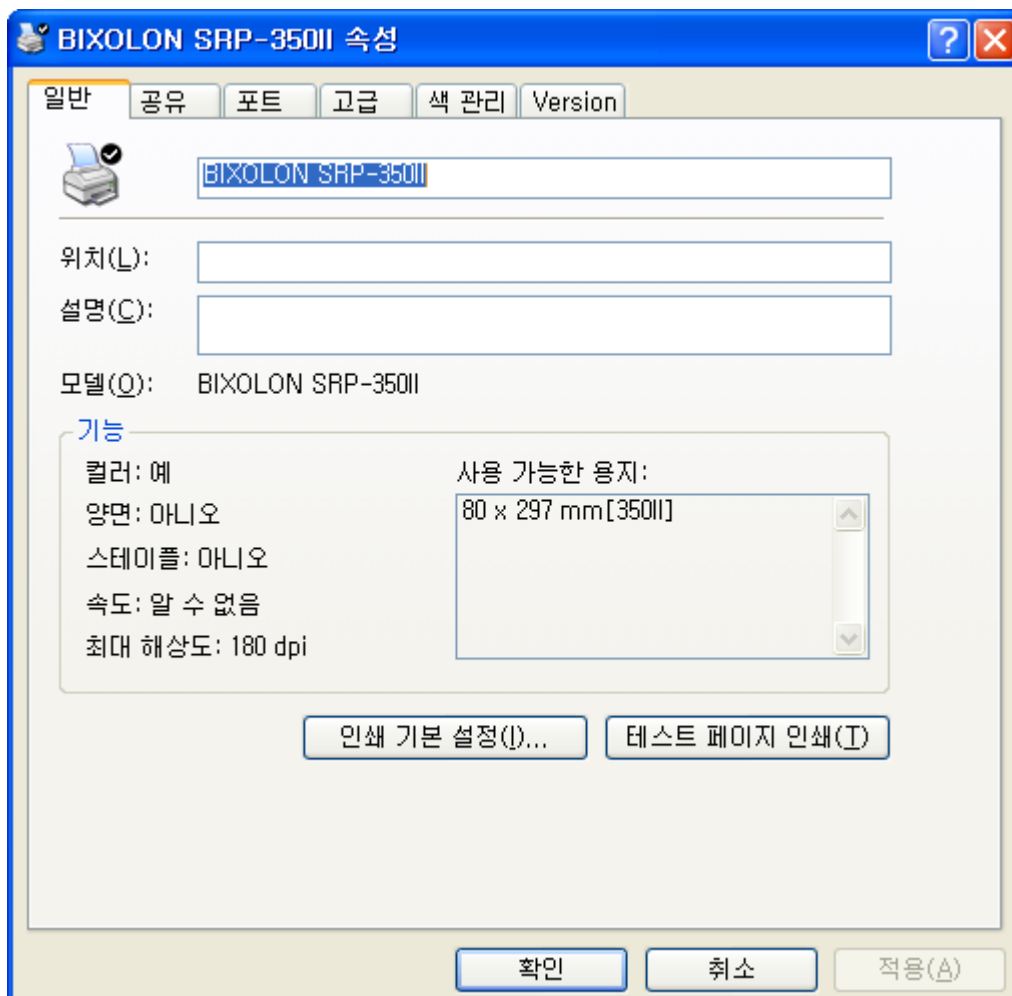 BIXOLON SRP-350II 속성
일반 공유 포트 고급 색 관리 Version
BIXOLON SRP-350II
위치(L):
설명(C):
모델(O): BIXOLON SRP-350II
기능
컬러: 예
양면: 아니오
스테이플: 아니오
속도: 알 수 없음
최대 해상도: 180 dpi
사용 가능한 용지:
80 x 297 mm[350II]
인쇄 기본 설정(I)... 테스트 페이지 인쇄(T)
확인 취소 적용(A)